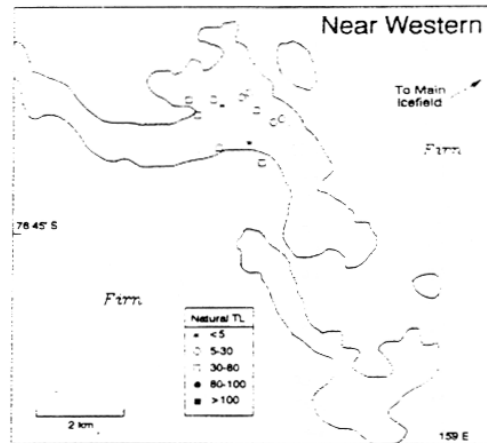 Near Western
To Main
Icefield
Firn
76 45' S
Firn
Natural TL
<5
5-30
30-80
80-100
>100
2 km
159 E